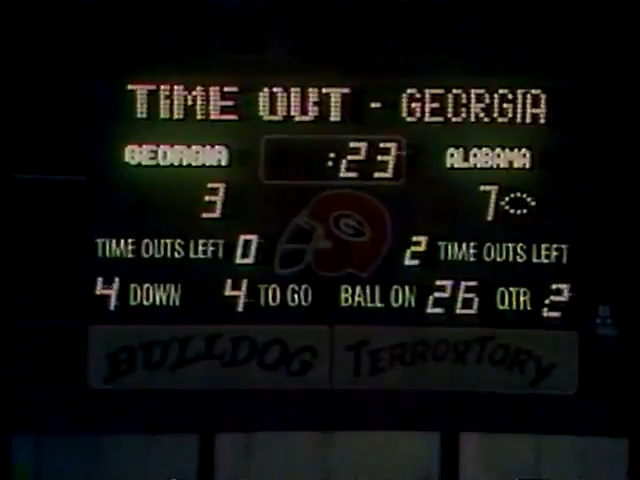 TIME OUT - GEORGIA
GEORGIA :23 ALABAMA
3 7
G
TIME OUTS LEFT 0 2 TIME OUTS LEFT
4 DOWN 4 TO GO BALL ON 26 QTR 2
BULLDOG TERRORTORY